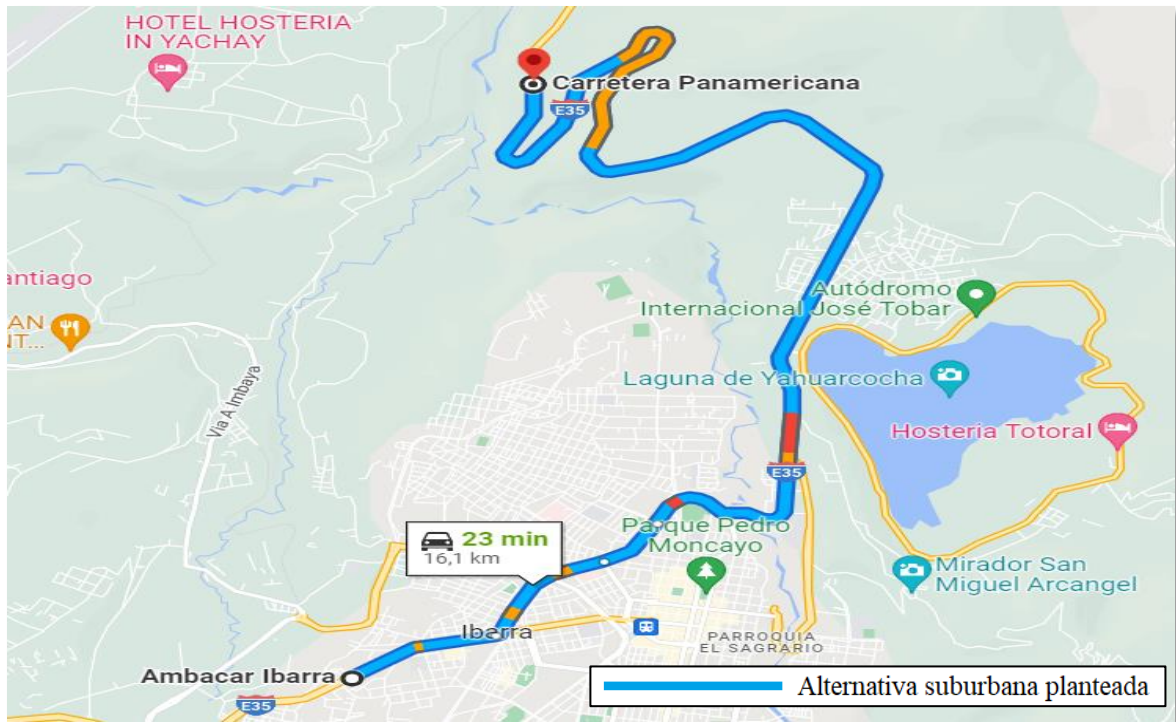 HOTEL HOSTERIA
IN YACHAY
Carretera Panamericana
E35
antiago
AN
NT...
Via A Imbaya
Autódromo
Internacional José Tobar
Laguna de Yahuarcocha
Hosteria Totoral
E35
23 min
16,1 km
Parque Pedro
Moncayo
Mirador San
Miguel Arcangel
Ibarra
PARROQUIA
EL SAGRARIO
Ambacar Ibarra
E35
Alternativa suburbana planteada